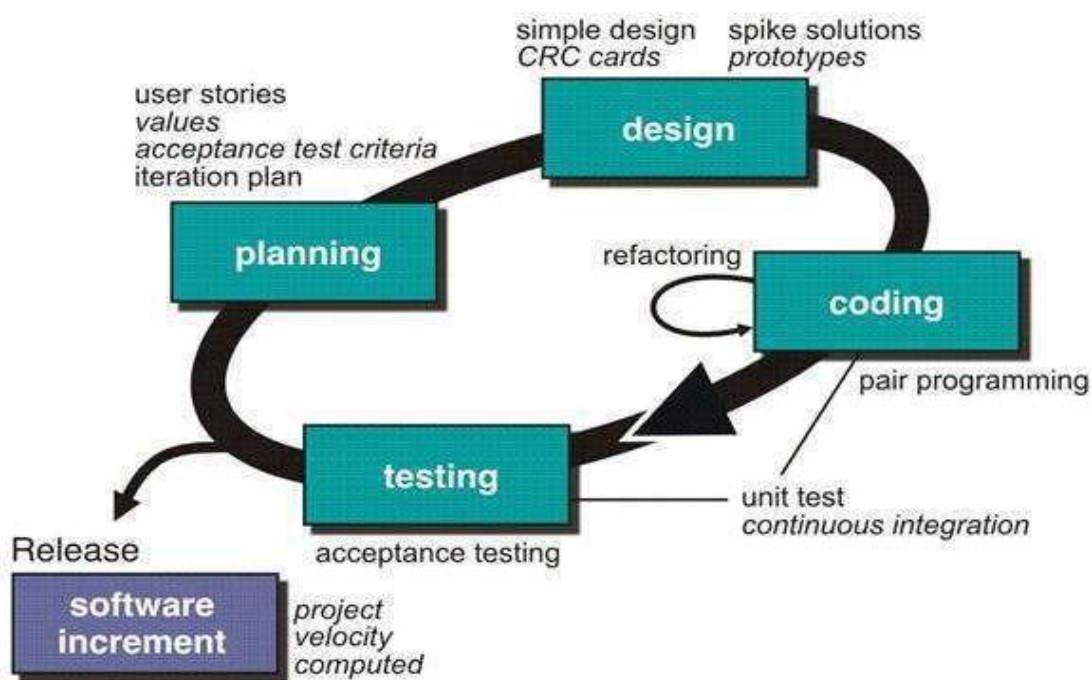 simple design
CRC cards
spike solutions
prototypes
user stories
values
acceptance test criteria
iteration plan
design
planning
refactoring
coding
pair programming
testing
unit test
continuous integration
acceptance testing
Release
software
increment
project
velocity
computed